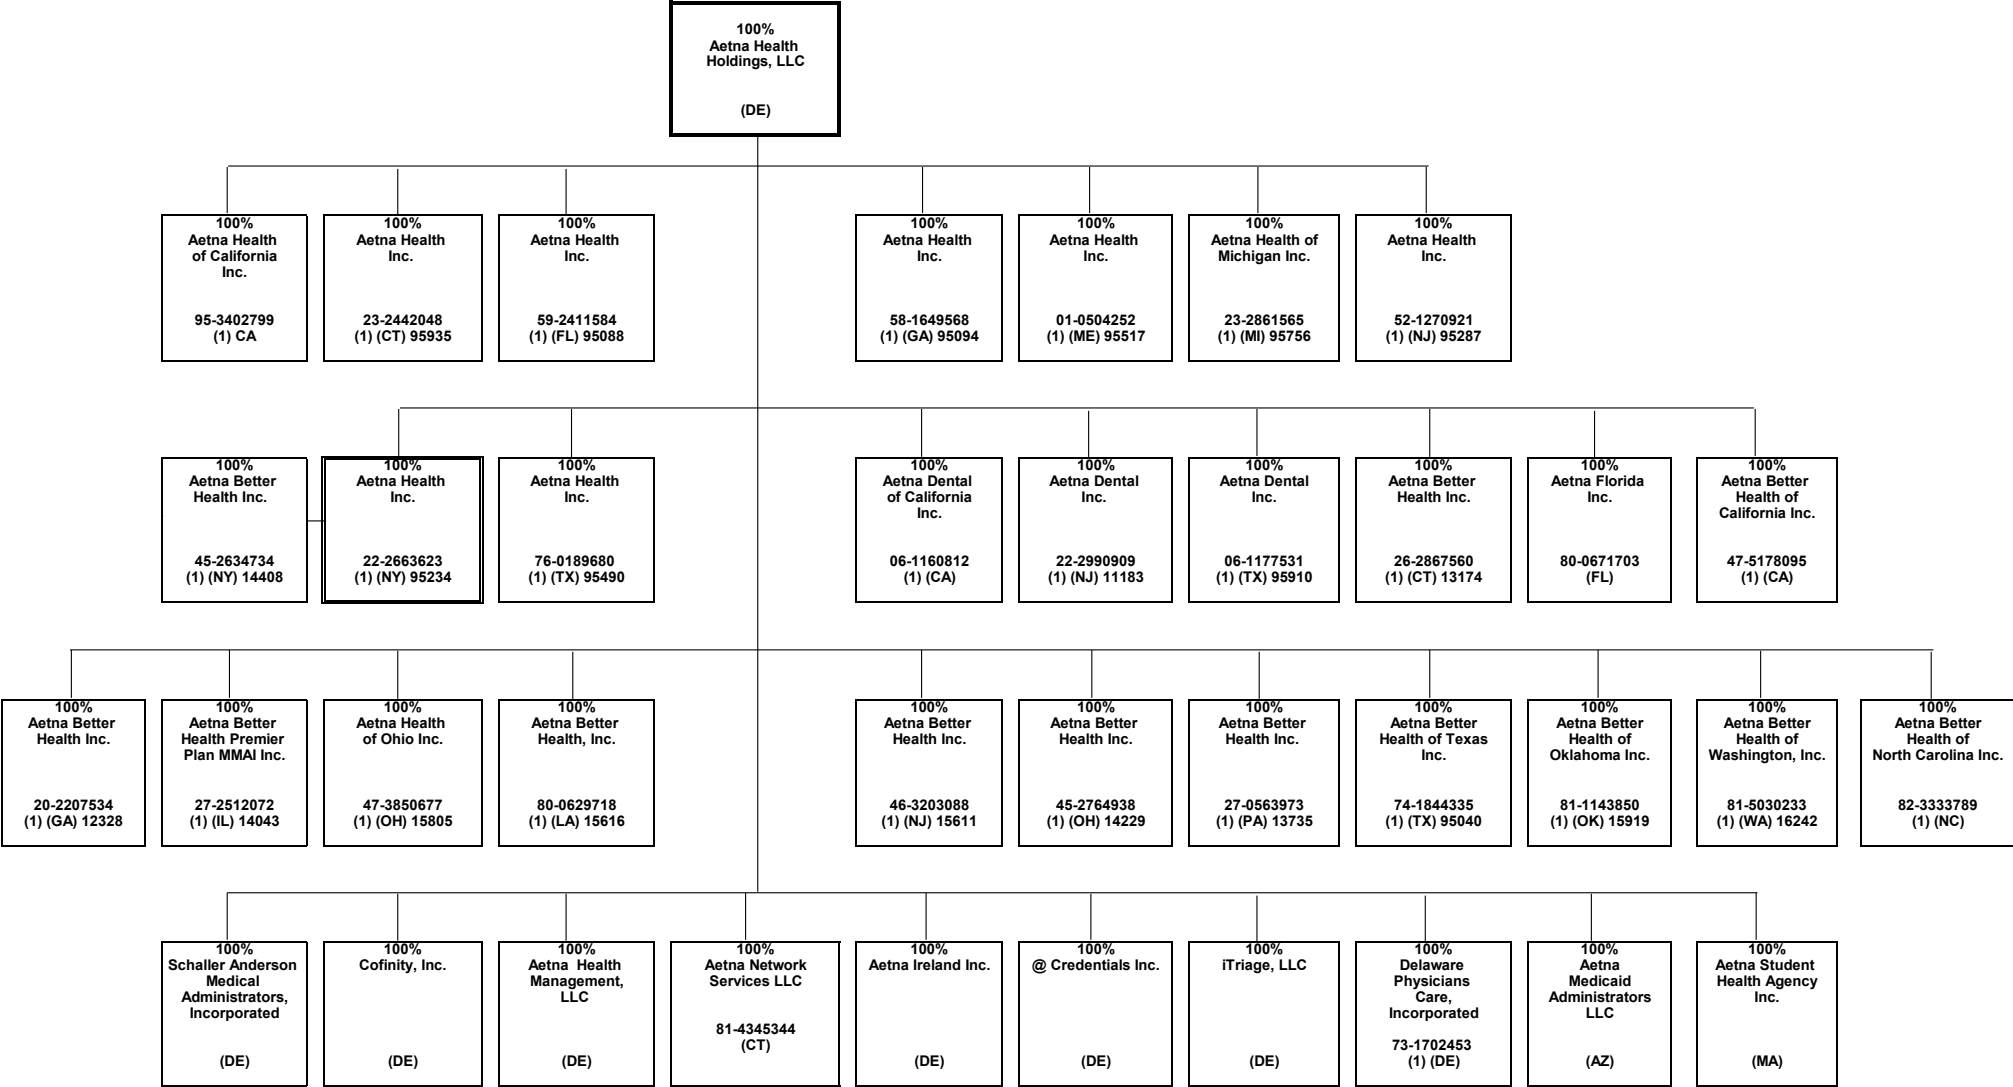 100%
Aetna Health
Holdings, LLC
(DE)
100%
Aetna Health
of California
Inc.
95-3402799
(1) CA
100%
Aetna Health
Inc.
23-2442048
(1) (CT) 95935
100%
Aetna Health
Inc.
59-2411584
(1) (FL) 95088
100%
Aetna Health
Inc.
58-1649568
(1) (GA) 95094
100%
Aetna Health
Inc.
01-0504252
(1) (ME) 95517
100%
Aetna Health of
Michigan Inc.
23-2861565
(1) (MI) 95756
100%
Aetna Health
Inc.
52-1270921
(1) (NJ) 95287
100%
Aetna Better
Health Inc.
45-2634734
(1) (NY) 14408
100%
Aetna Health
Inc.
22-2663623
(1) (NY) 95234
100%
Aetna Health
Inc.
76-0189680
(1) (TX) 95490
100%
Aetna Dental
of California
Inc.
06-1160812
(1) (CA)
100%
Aetna Dental
Inc.
22-2990909
(1) (NJ) 11183
100%
Aetna Dental
Inc.
06-1177531
(1) (TX) 95910
100%
Aetna Better
Health Inc.
26-2867560
(1) (CT) 13174
100%
Aetna Florida
Inc.
80-0671703
(FL)
100%
Aetna Better
Health of
California Inc.
47-5178095
(1) (CA)
100%
Aetna Better
Health Inc.
20-2207534
(1) (GA) 12328
100%
Aetna Better
Health Premier
Plan MMAI Inc.
27-2512072
(1) (IL) 14043
100%
Aetna Health
of Ohio Inc.
47-3850677
(1) (OH) 15805
100%
Aetna Better
Health, Inc.
80-0629718
(1) (LA) 15616
100%
Aetna Better
Health Inc.
46-3203088
(1) (NJ) 15611
100%
Aetna Better
Health Inc.
45-2764938
(1) (OH) 14229
100%
Aetna Better
Health Inc.
27-0563973
(1) (PA) 13735
100%
Aetna Better
Health of Texas
Inc.
74-1844335
(1) (TX) 95040
100%
Aetna Better
Health of
Oklahoma Inc.
81-1143850
(1) (OK) 15919
100%
Aetna Better
Health of
Washington, Inc.
81-5030233
(1) (WA) 16242
100%
Aetna Better
Health of
North Carolina Inc.
82-3333789
(1) (NC)
100%
Schaller Anderson
Medical
Administrators,
Incorporated
(DE)
100%
Cofinity, Inc.
(DE)
100%
Aetna Health
Management,
LLC
(DE)
100%
Aetna Network
Services LLC
81-4345344
(CT)
100%
Aetna Ireland Inc.
(DE)
100%
@ Credentials Inc.
(DE)
100%
iTriage, LLC
(DE)
100%
Delaware
Physicians
Care,
Incorporated
73-1702453
(1) (DE)
100%
Aetna
Medicaid
Administrators
LLC
(AZ)
100%
Aetna Student
Health Agency
Inc.
(MA)